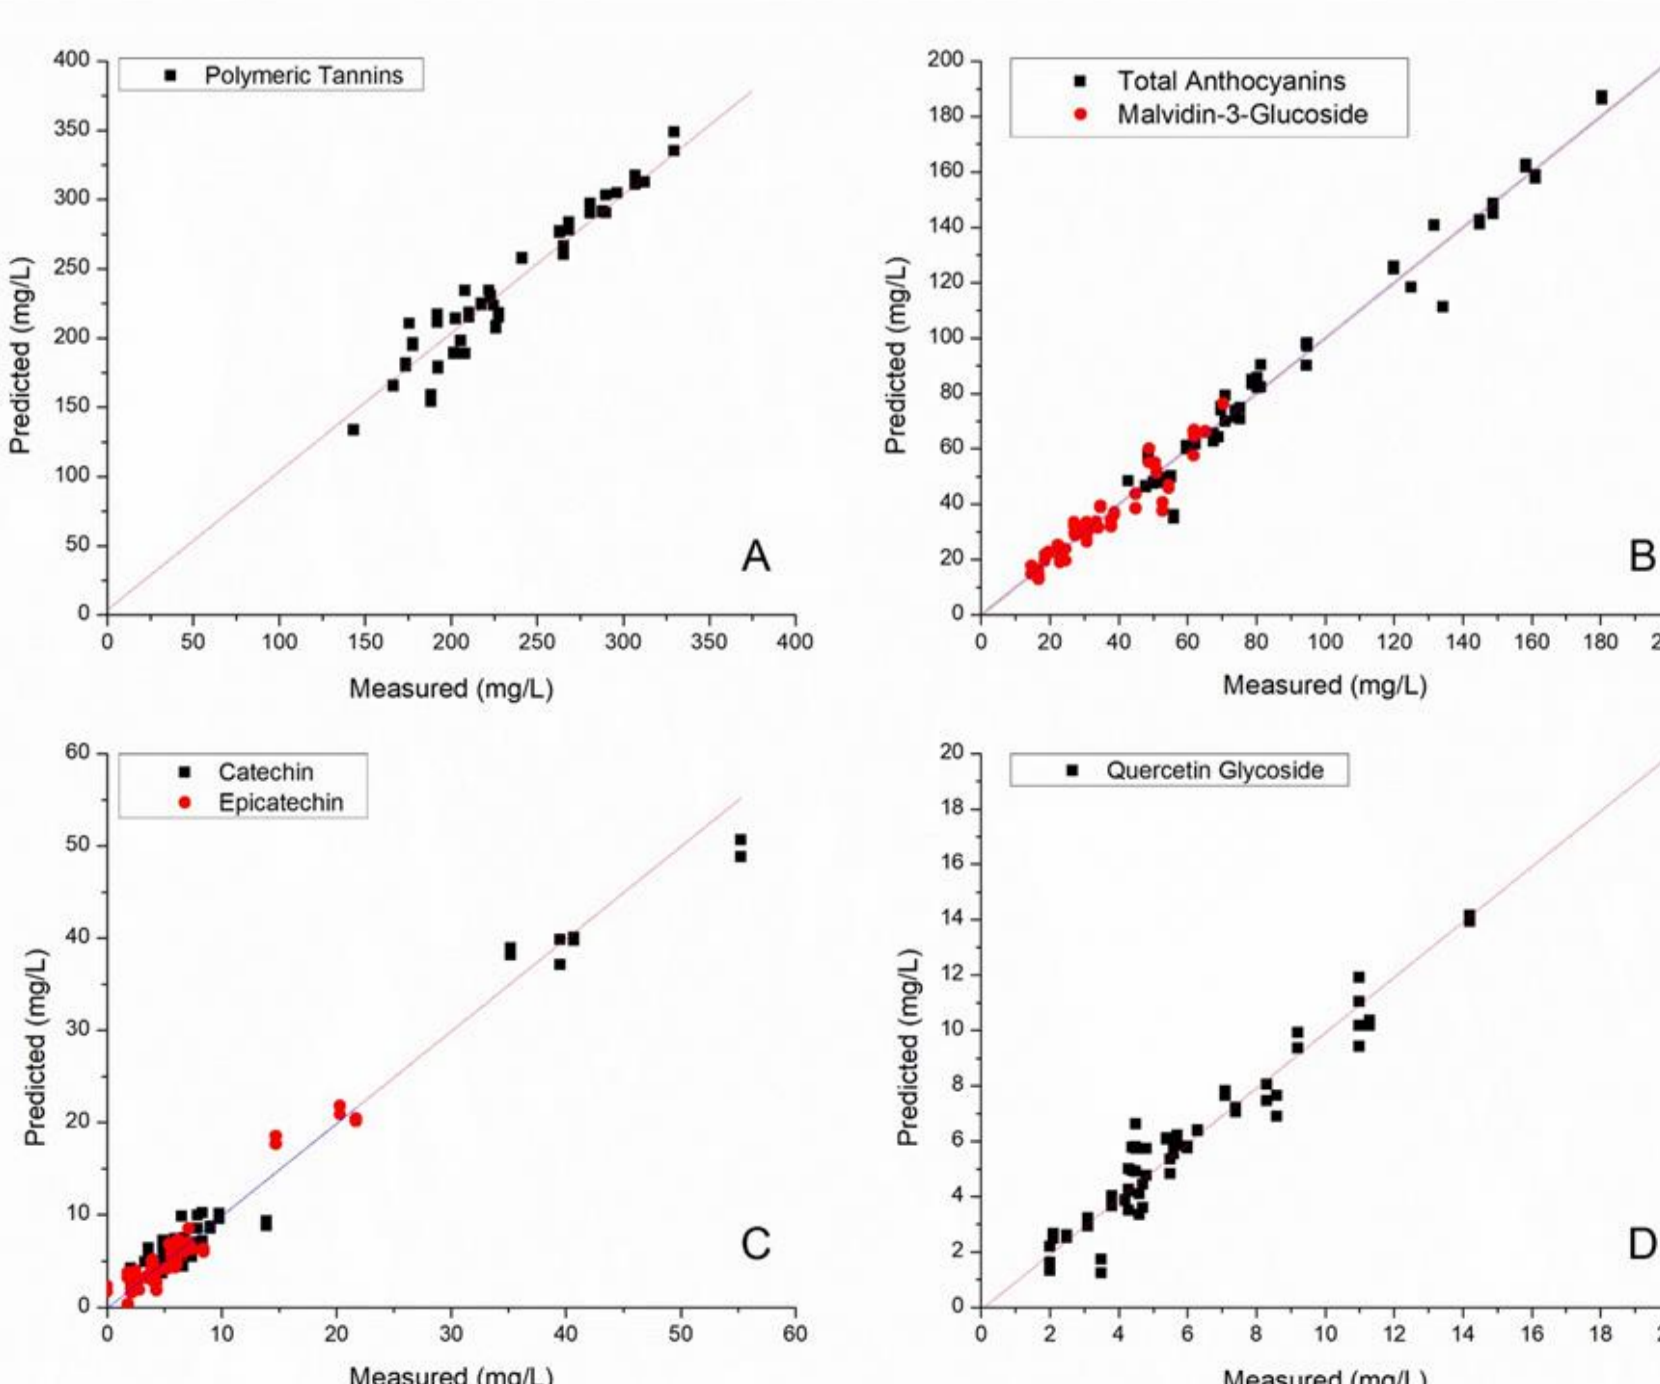 Polymeric Tannins
400
350
300
250
200
150
100
50
0
Predicted (mg/L)
A
0 50 100 150 200 250 300 350 400
Measured (mg/L)
Total Anthocyanins
Malvidin-3-Glucoside
200
180
160
140
120
100
80
60
40
20
0
Predicted (mg/L)
B
0 20 40 60 80 100 120 140 160 180
Measured (mg/L)
Catechin
Epicatechin
60
50
40
30
20
10
0
Predicted (mg/L)
C
0 10 20 30 40 50 60
Measured (mg/L)
Quercetin Glycoside
20
18
16
14
12
10
8
6
4
2
0
Predicted (mg/L)
D
0 2 4 6 8 10 12 14 16 18
Measured (mg/L)